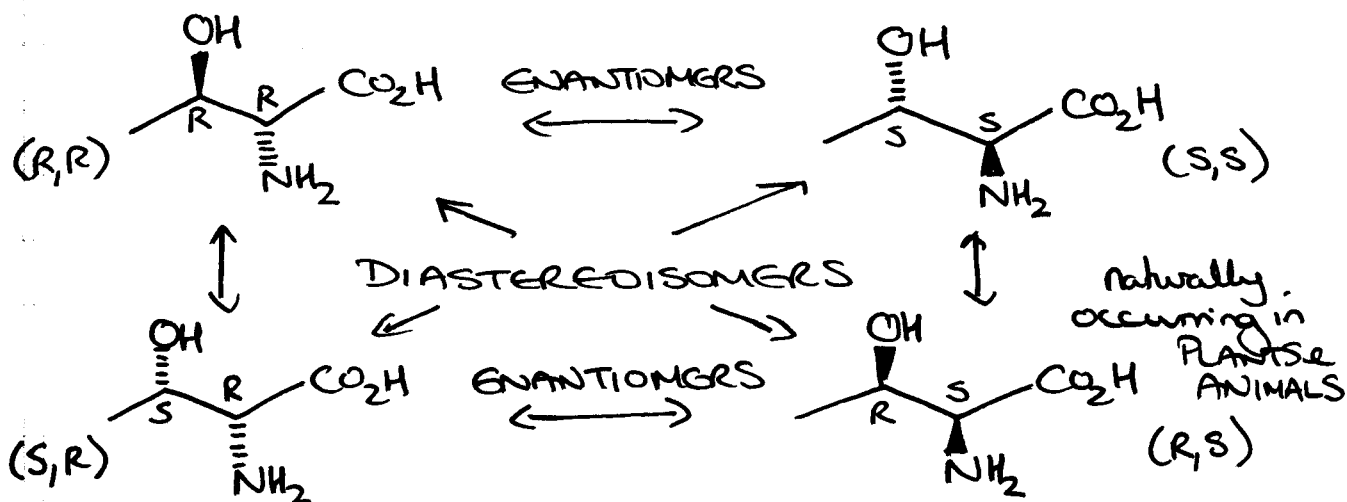 OH OH
R CO₂H ENANTIOMERS CO₂H
R S S
(R,R) NH₂ NH₂ (S,S)
DIASTEREOISOMERS
naturally
occurring in
PLANTS &
ANIMALS
OH OH
R CO₂H ENANTIOMERS S CO₂H
S R
(S,R) NH₂ NH₂ (R,S)